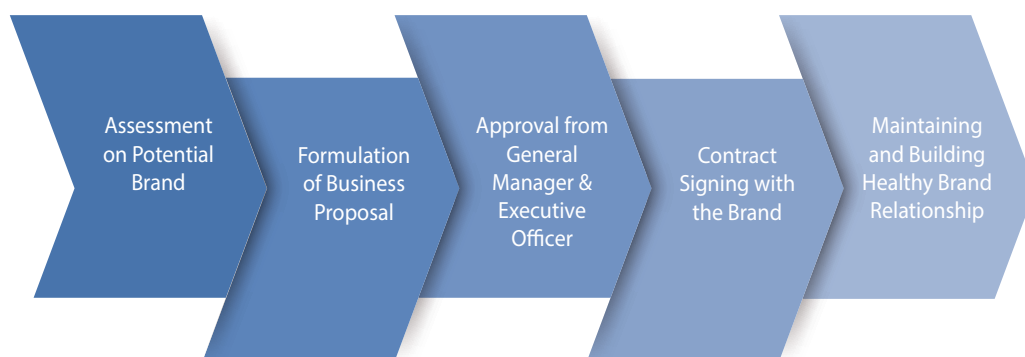 Assessment
on Potential
Brand
Formulation
of Business
Proposal
Approval from
General
Manager &
Executive
Officer
Contract
Signing with
the Brand
Maintaining
and Building
Healthy Brand
Relationship